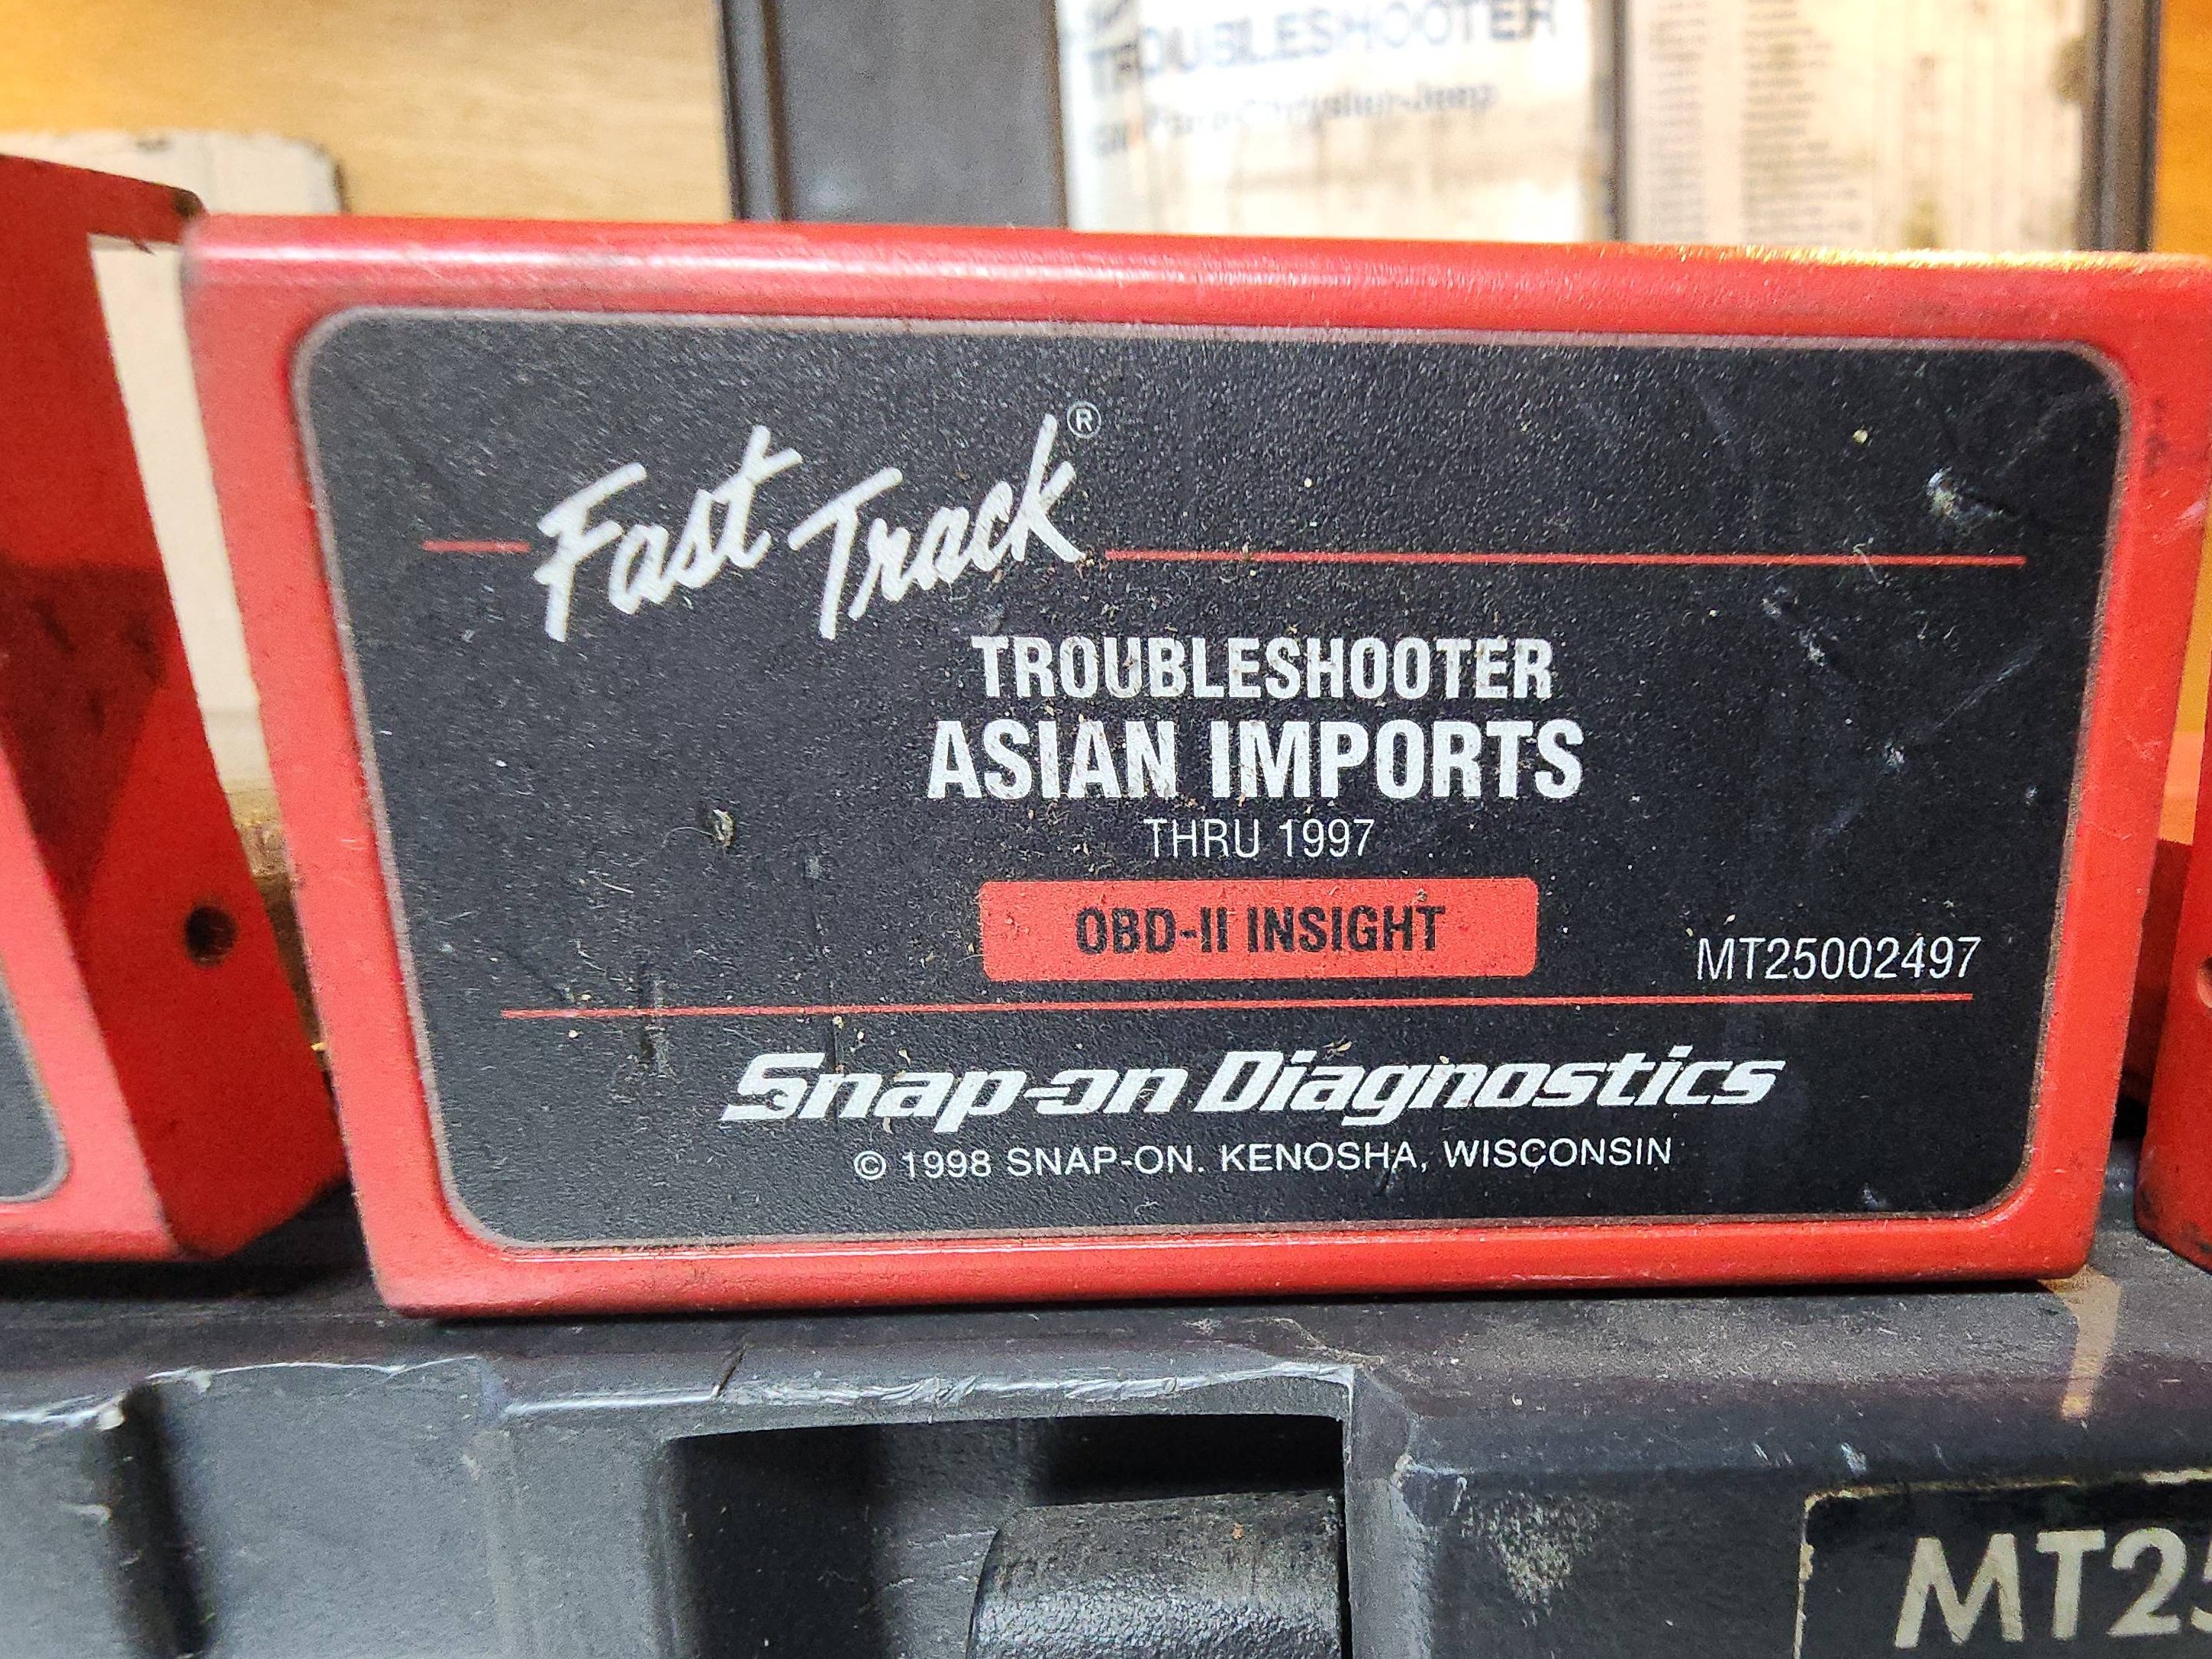 TROUBLESHOOTER
Fast Track®
TROUBLESHOOTER
ASIAN IMPORTS
THRU 1997
OBD-II INSIGHT
MT25002497
Snap-on Diagnostics
© 1998 SNAP-ON. KENOSHA, WISCONSIN
MT25